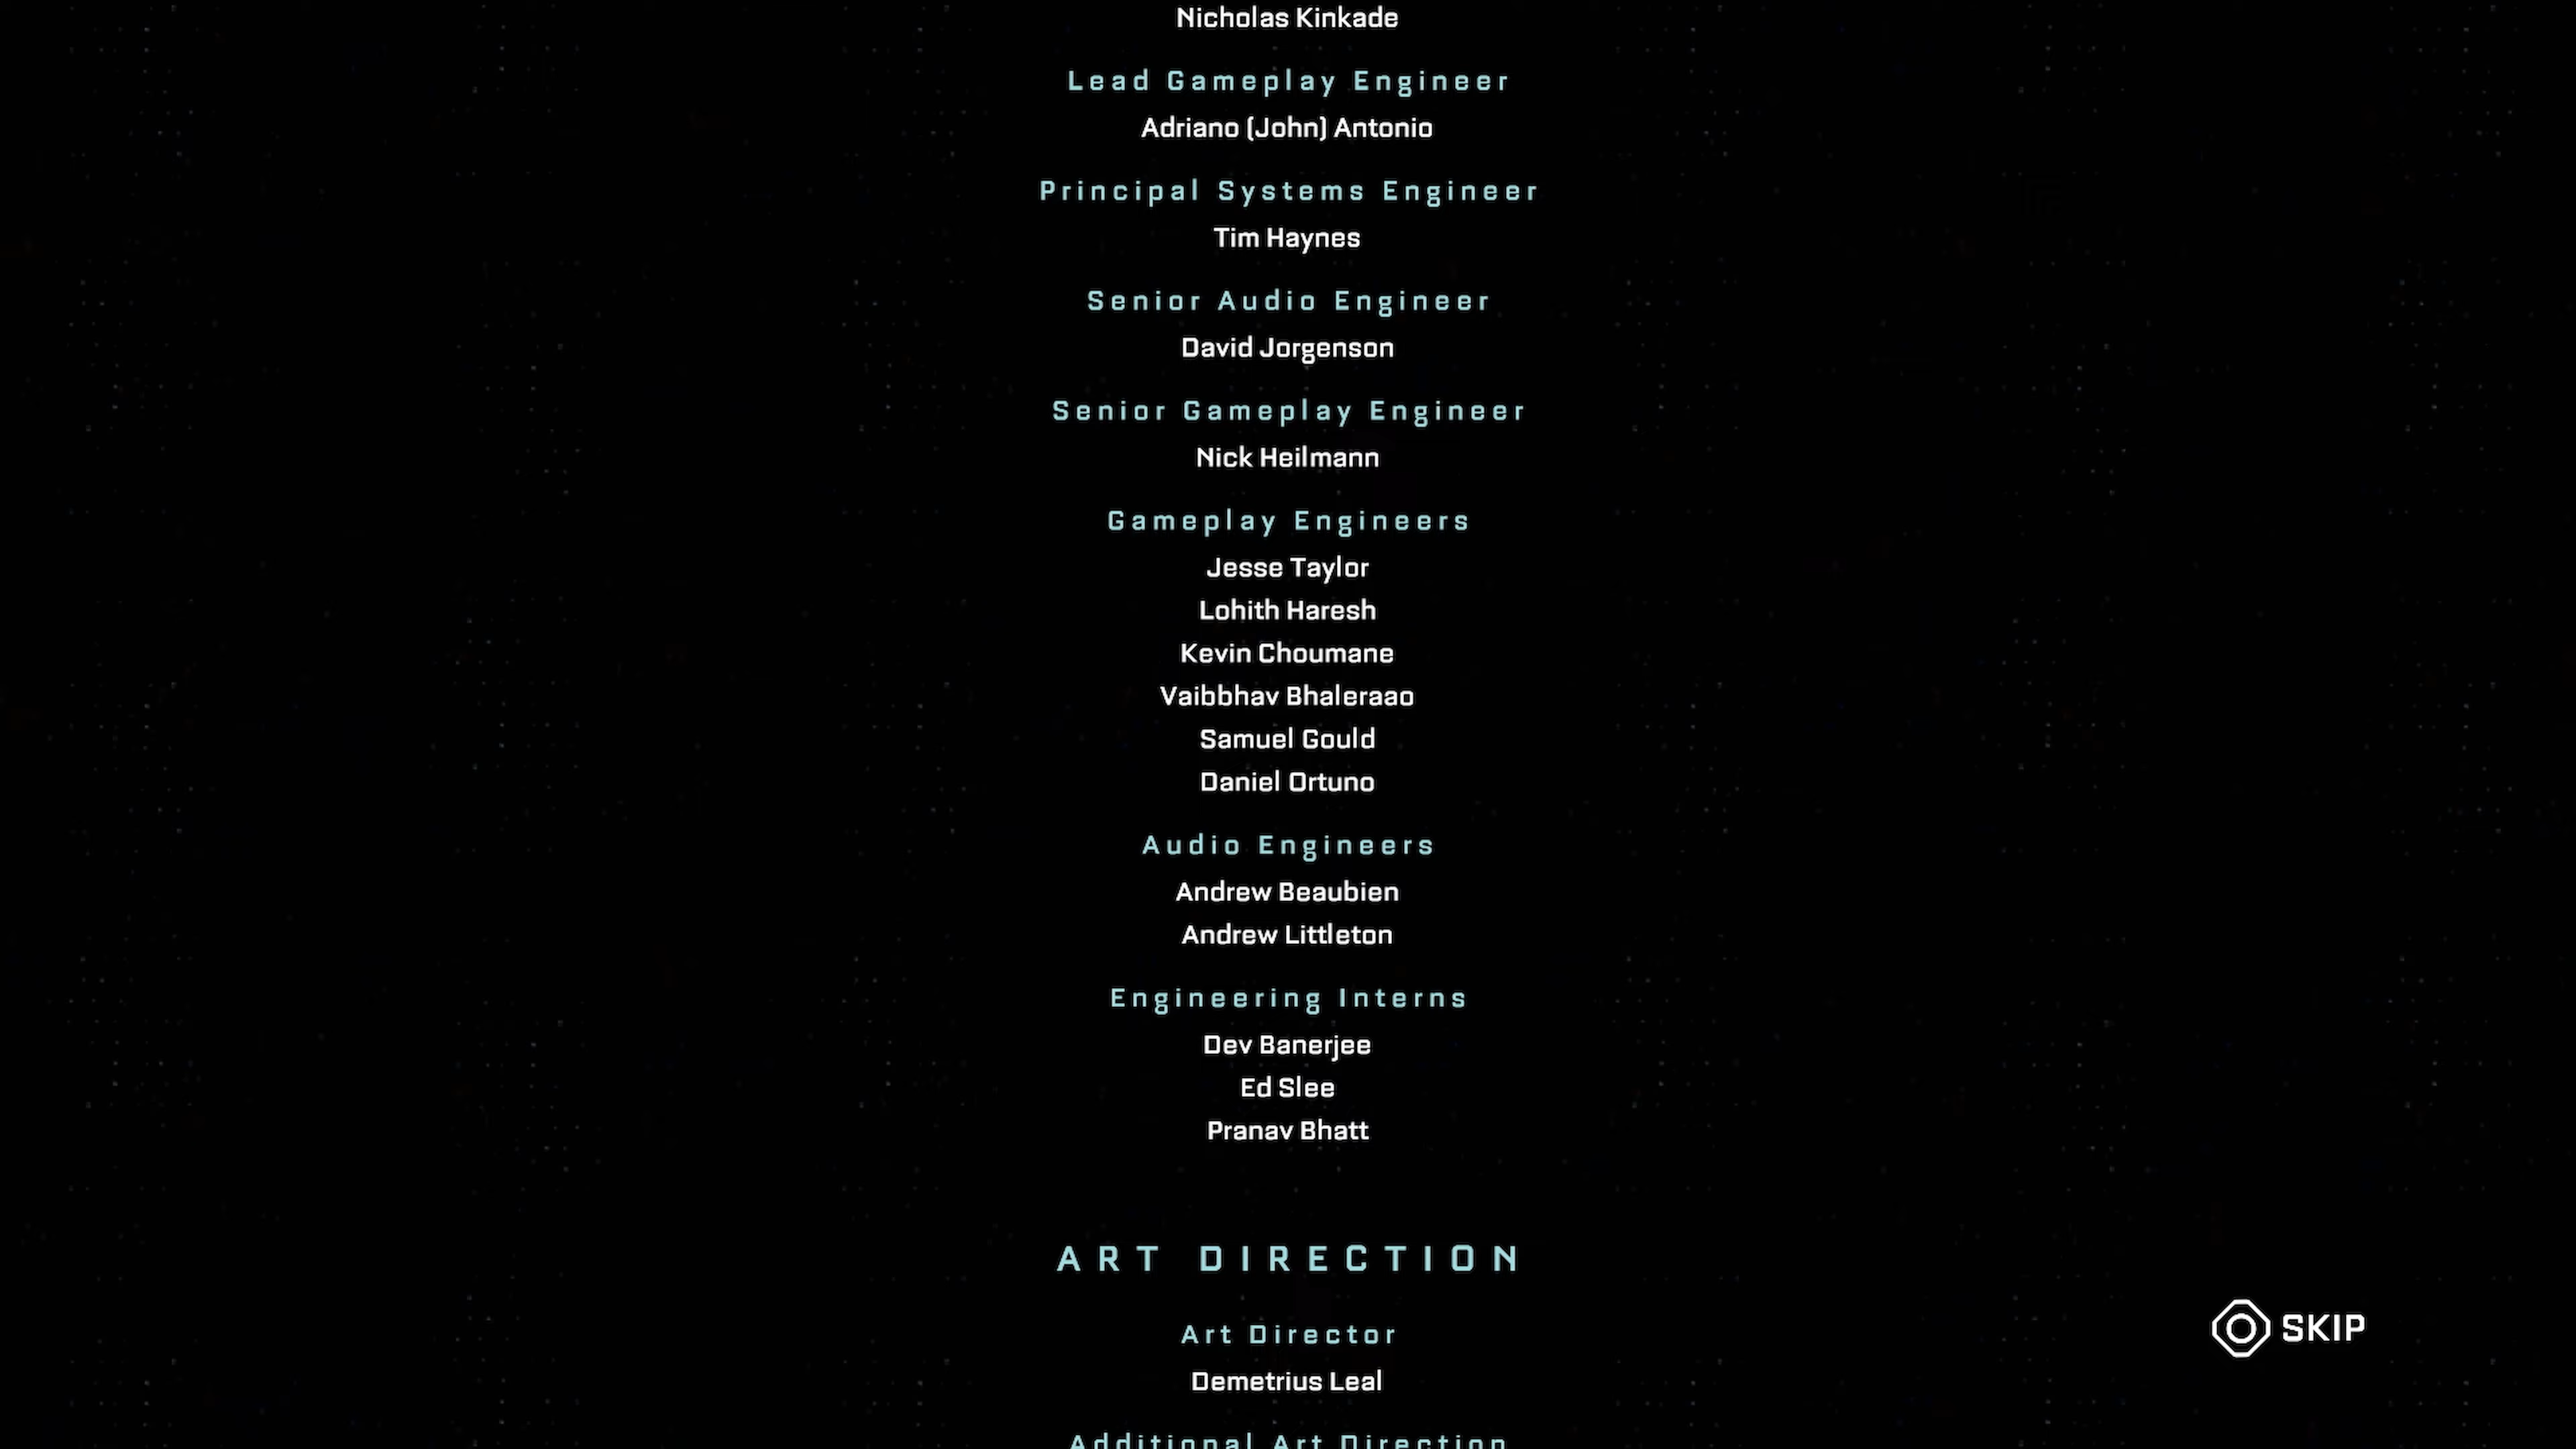 Nicholas Kinkade
Lead Gameplay Engineer
Adriano (John) Antonio
Principal Systems Engineer
Tim Haynes
Senior Audio Engineer
David Jorgenson
Senior Gameplay Engineer
Nick Heilmann
Gameplay Engineers
Jesse Taylor
Lohith Haresh
Kevin Choumane
Vaibbhav Bhaleraao
Samuel Gould
Daniel Ortuno
Audio Engineers
Andrew Beaubien
Andrew Littleton
Engineering Interns
Dev Banerjee
Ed Slee
Pranav Bhatt
ART DIRECTION
Art Director
Demetrius Leal
SKIP
Additional Art Direction